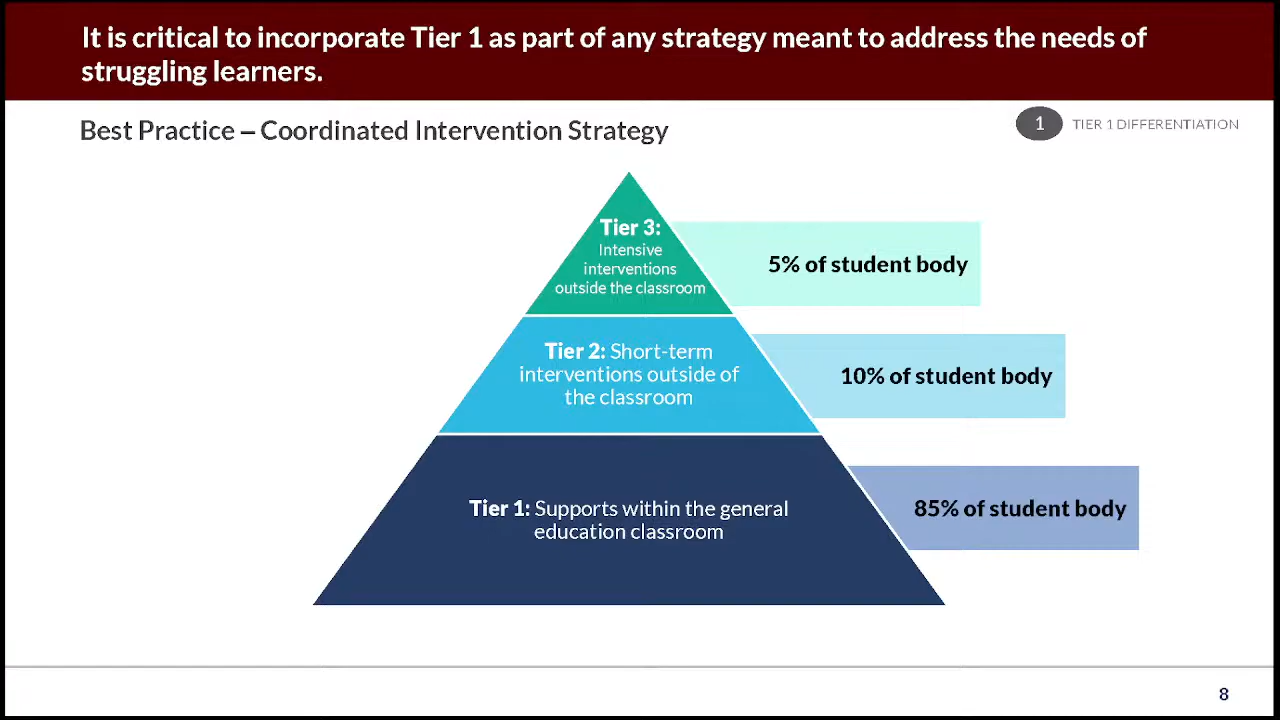 It is critical to incorporate Tier 1 as part of any strategy meant to address the needs of
struggling learners.
Best Practice – Coordinated Intervention Strategy
1
TIER 1 DIFFERENTIATION
Tier 3:
Intensive
interventions
outside the classroom
5% of student body
Tier 2: Short-term
interventions outside of
the classroom
10% of student body
Tier 1: Supports within the general
education classroom
85% of student body
8